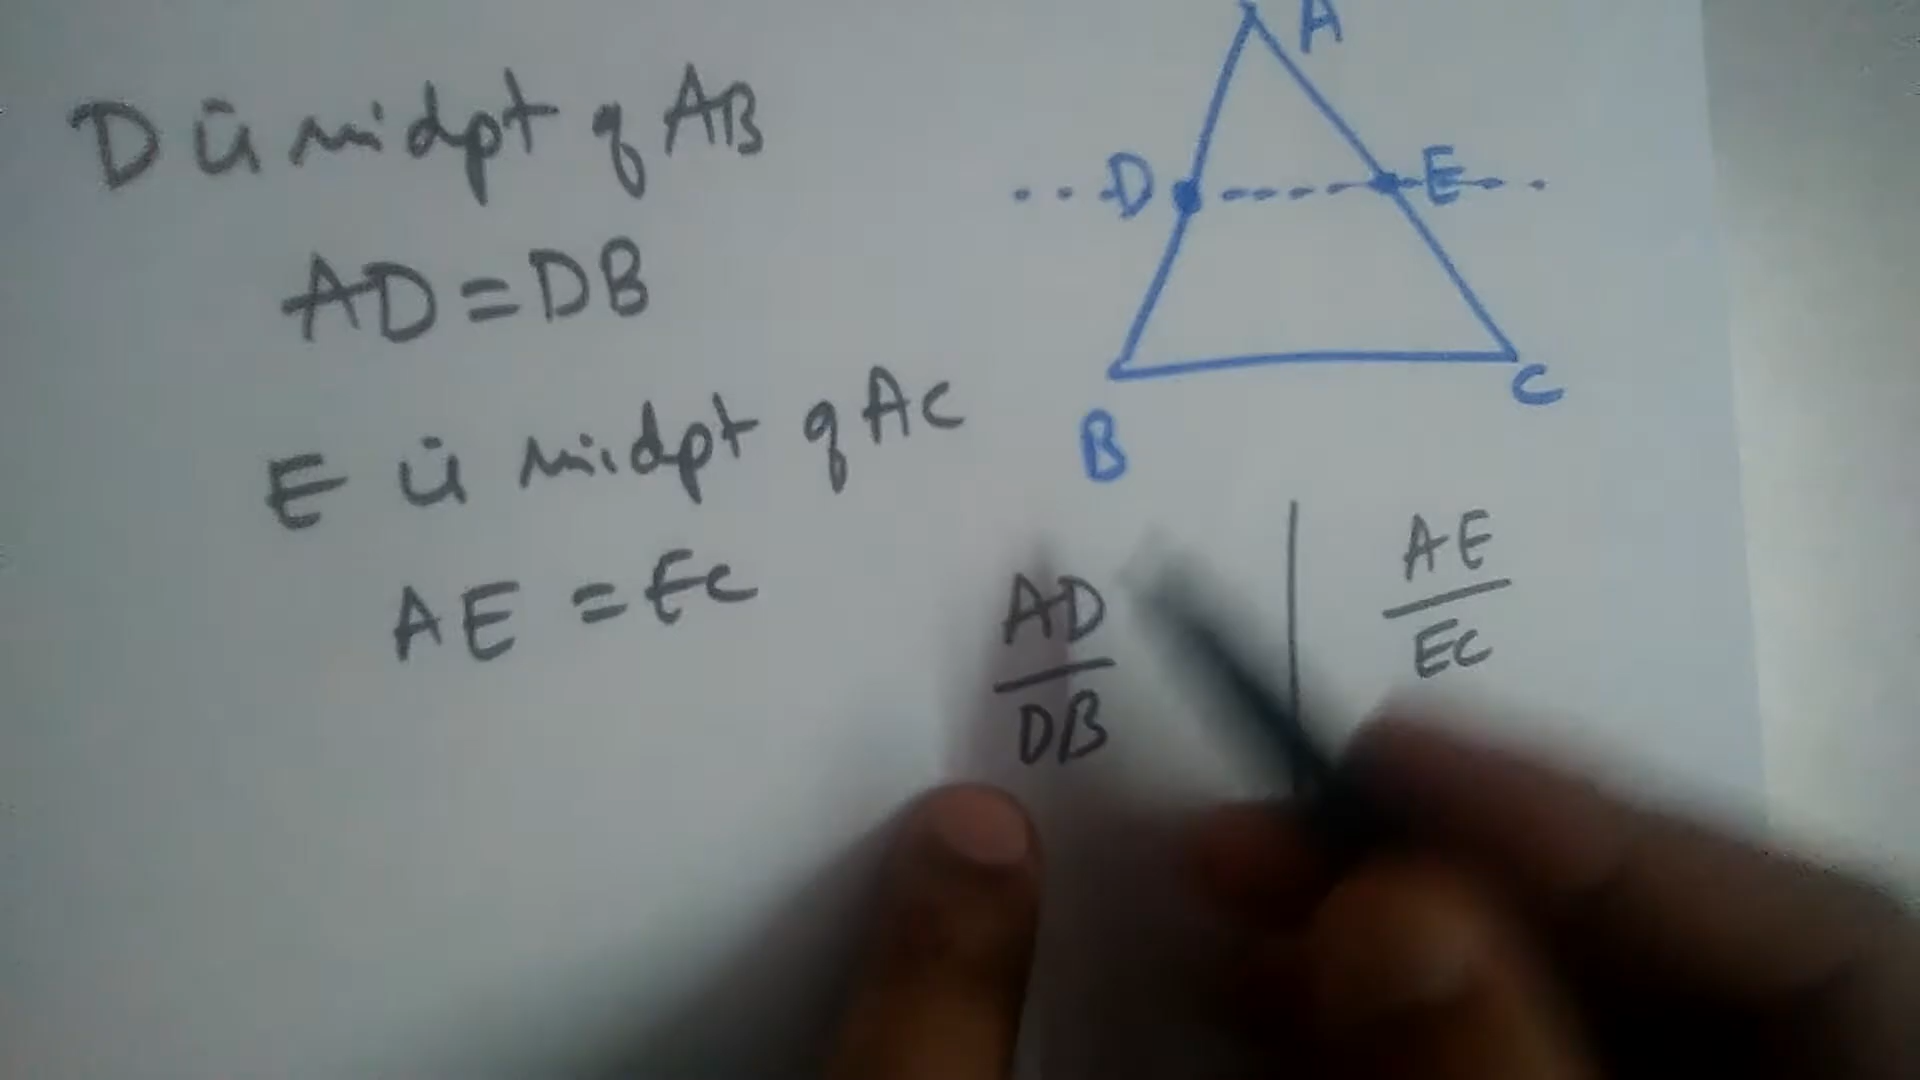 D is midpt of AB
AD = DB
E is midpt of AC
AE = EC
A
D
E
B
C
AD
DB
AE
EC